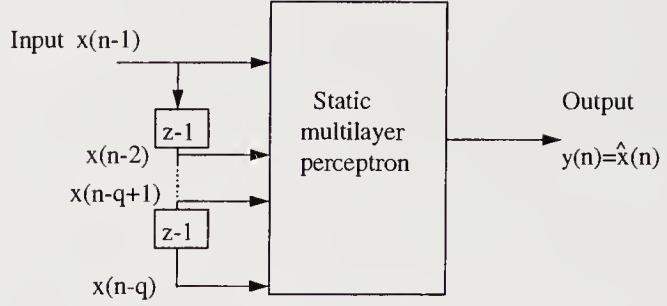 Input x(n-1)
z-1
x(n-2)
x(n-q+1)
z-1
x(n-q)
Static
multilayer
perceptron
Output
y(n)=x̂(n)